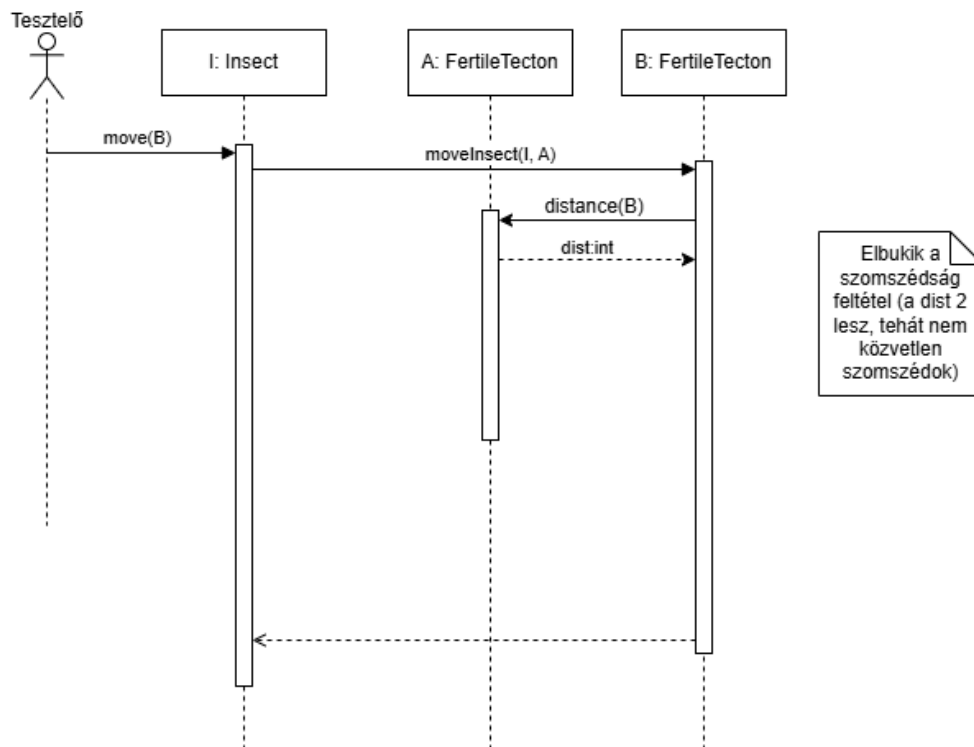 Tesztelő
I: Insect
A: FertileTecton
B: FertileTecton
move(B)
moveInsect(I, A)
distance(B)
dist:int
Elbukik a
szomszédság
feltétel (a dist 2
lesz, tehát nem
közvetlen
szomszédok)